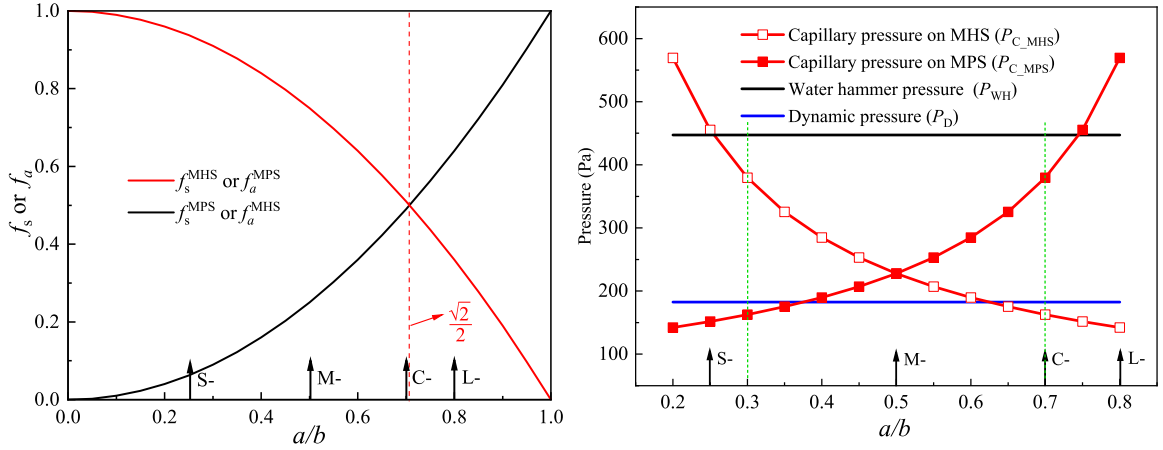 1.0
0.8
0.6
0.4
0.2
0.0
f_s or f_a
f_s^MHS or f_a^MPS
f_s^MPS or f_a^MHS
√2/2
S-
M-
C-
L-
0.0 0.2 0.4 0.6 0.8 1.0
a/b
600
500
400
300
200
100
Pressure (Pa)
Capillary pressure on MHS (P_C_MHS)
Capillary pressure on MPS (P_C_MPS)
Water hammer pressure (P_WH)
Dynamic pressure (P_D)
S-
M-
C-
L-
0.2 0.3 0.4 0.5 0.6 0.7 0.8
a/b